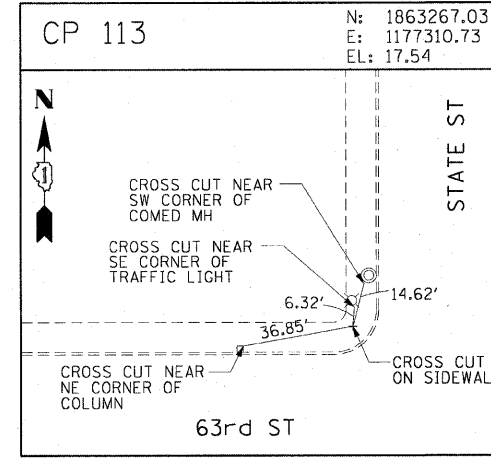 CP 113
N: 1863267.03
E: 1177310.73
EL: 17.54
N
1
STATE ST
CROSS CUT NEAR
SW CORNER OF
COMED MH
CROSS CUT NEAR
SE CORNER OF
TRAFFIC LIGHT
6.32'
14.62'
36.85'
CROSS CUT NEAR
NE CORNER OF
COLUMN
CROSS CUT
ON SIDEWAL
63rd ST